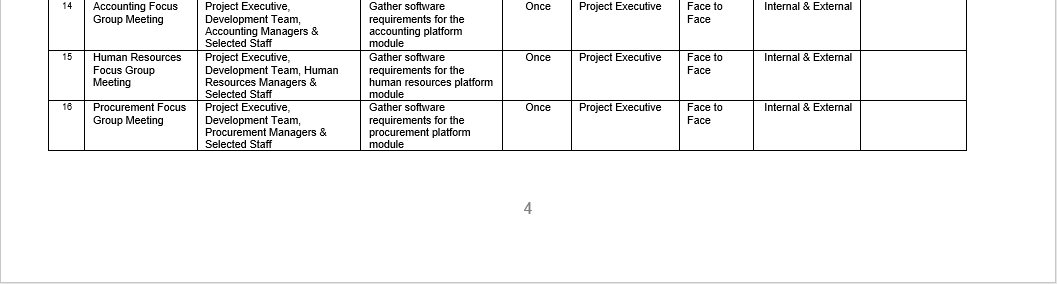 14 Accounting Focus Project Executive, Gather software Once Project Executive Face to Internal & External
Group Meeting Development Team, requirements for the Face
Accounting Managers & accounting platform
Selected Staff module
15 Human Resources Project Executive, Gather software Once Project Executive Face to Internal & External
Focus Group Development Team, Human requirements for the Face
Meeting Resources Managers & human resources platform
Selected Staff module
16 Procurement Focus Project Executive, Gather software Once Project Executive Face to Internal & External
Group Meeting Development Team, requirements for the Face
Procurement Managers & procurement platform
Selected Staff module
4